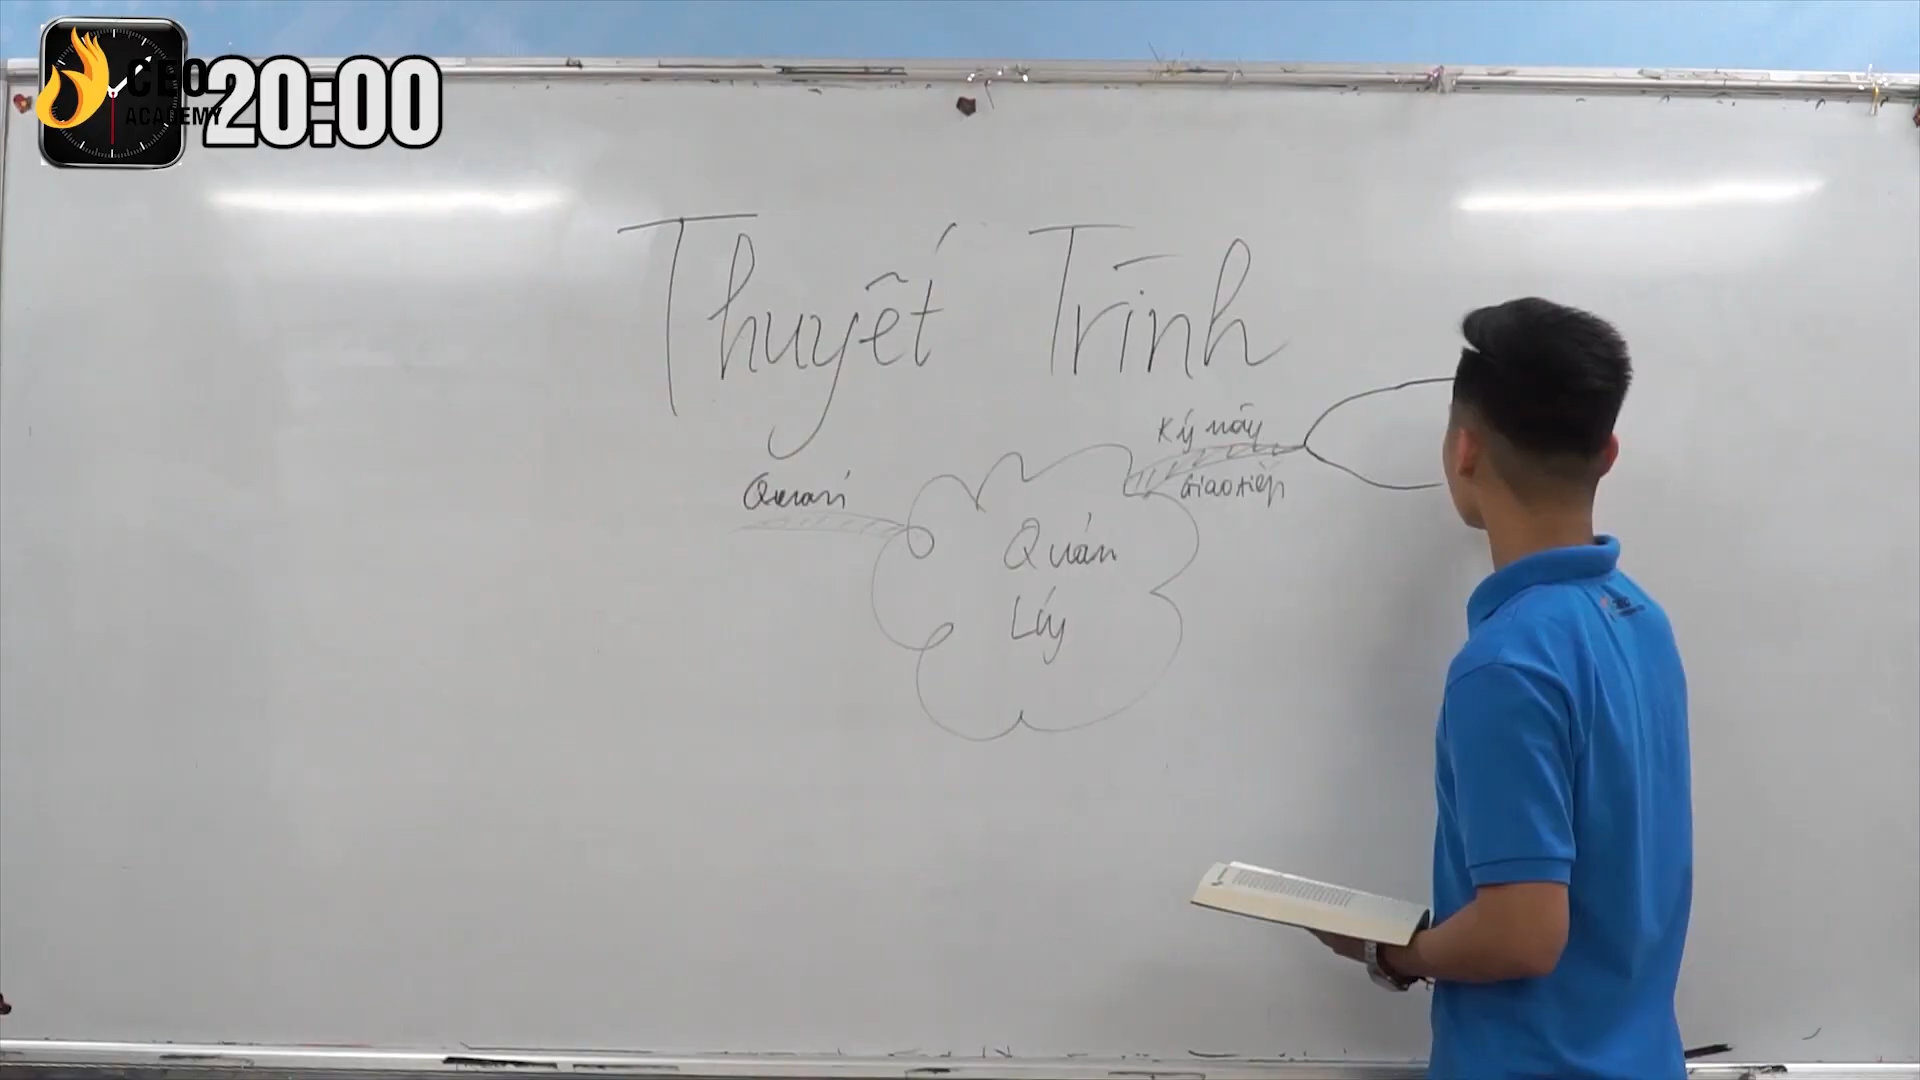 CEO
ACADEMY
20:00
Thuyết Trình
Kỹ năng
giao tiếp
Quản
Lý